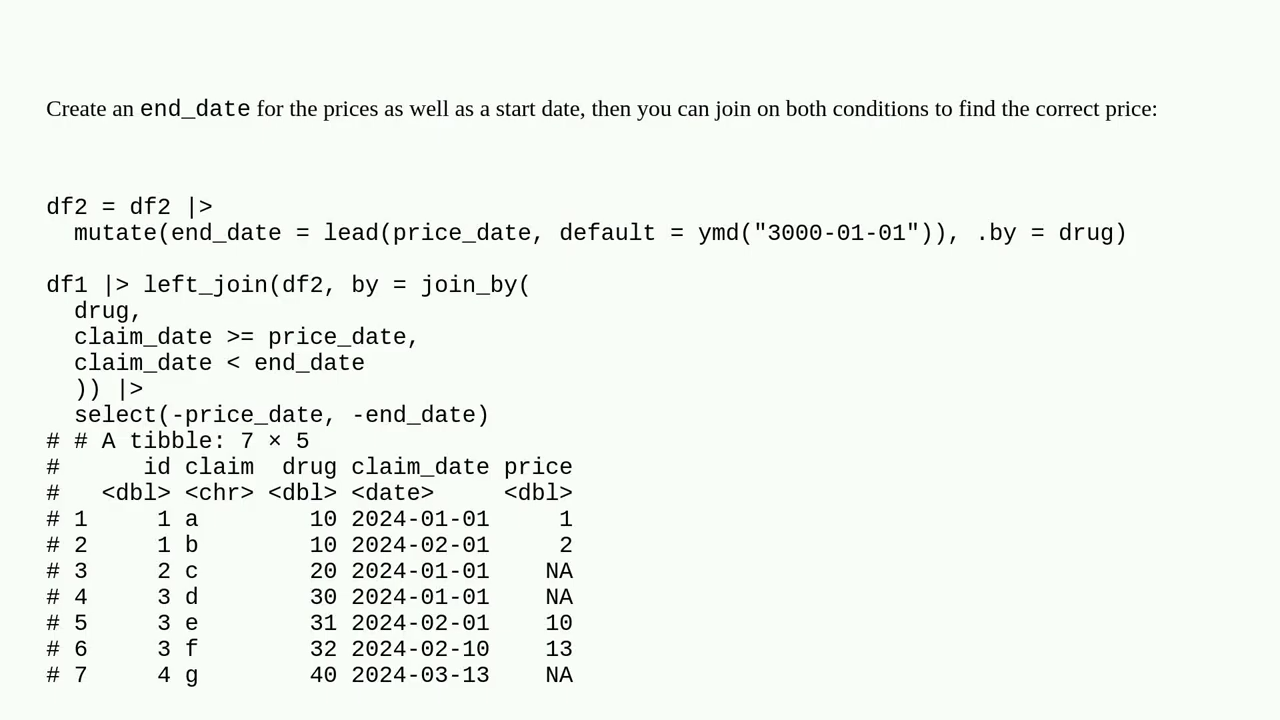 Create an end_date for the prices as well as a start date, then you can join on both conditions to find the correct price:
df2 = df2 |>
  mutate(end_date = lead(price_date, default = ymd("3000-01-01")), .by = drug)
df1 |> left_join(df2, by = join_by(
  drug,
  claim_date >= price_date,
  claim_date < end_date
  )) |>
  select(-price_date, -end_date)
# # A tibble: 7 × 5
#      id claim  drug claim_date price
#   <dbl> <chr> <dbl> <date>     <dbl>
# 1     1 a        10 2024-01-01     1
# 2     1 b        10 2024-02-01     2
# 3     2 c        20 2024-01-01    NA
# 4     3 d        30 2024-01-01    NA
# 5     3 e        31 2024-02-01    10
# 6     3 f        32 2024-02-10    13
# 7     4 g        40 2024-03-13    NA